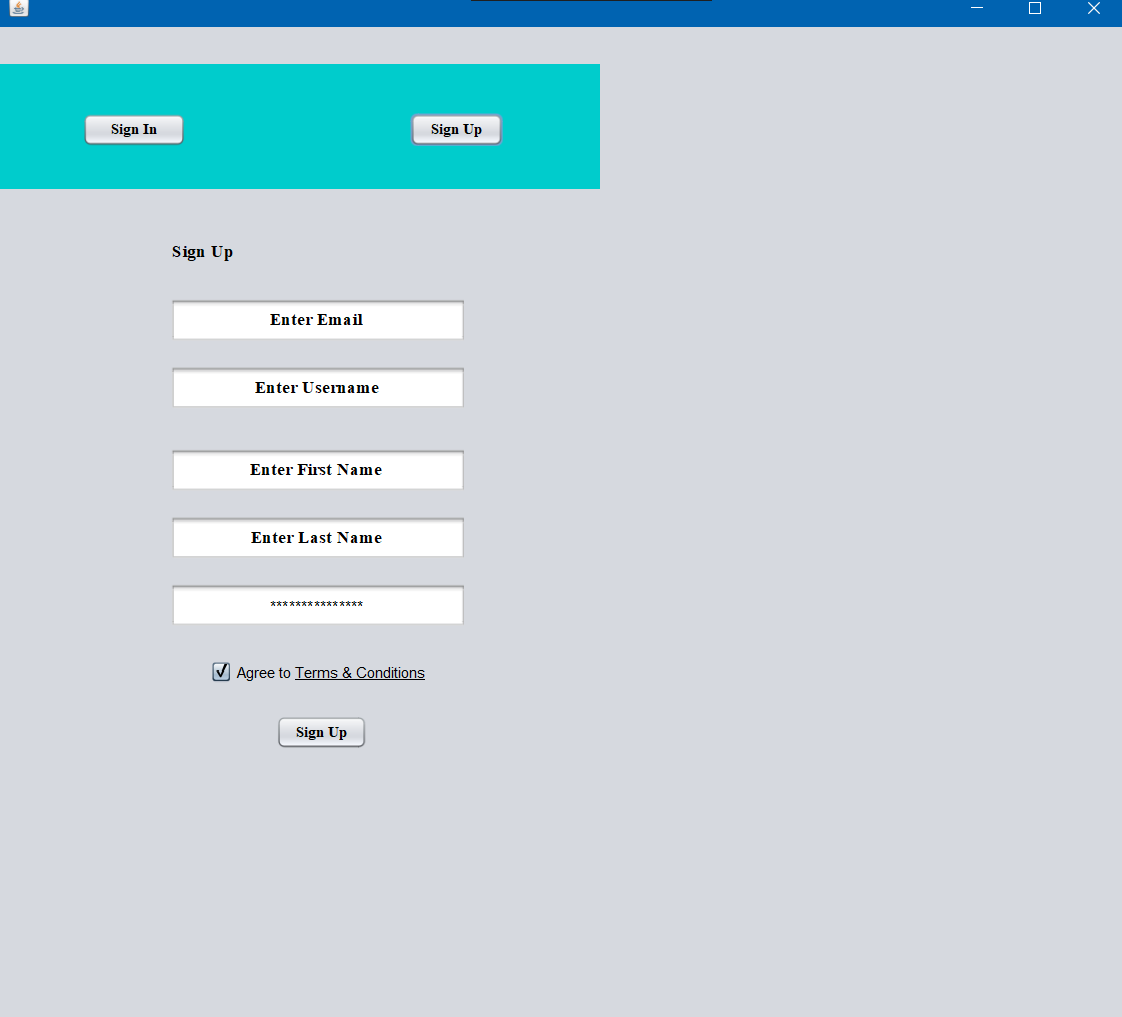 Sign In
Sign Up
Sign Up
Enter Email
Enter Username
Enter First Name
Enter Last Name
***************
Agree to Terms & Conditions
Sign Up